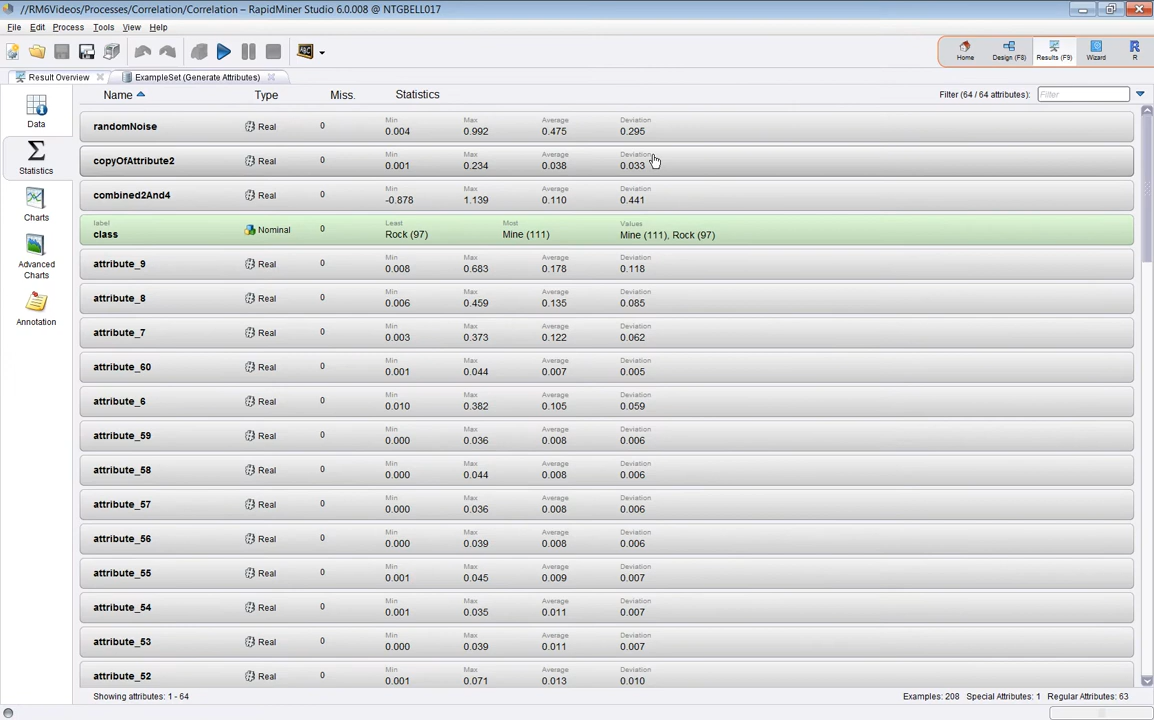 //RM6Videos/Processes/Correlation/Correlation – RapidMiner Studio 6.0.008 @ NTGBELL017
File Edit Process Tools View Help
Home Design (F8) Results (F9) Wizard R
Result Overview ExampleSet (Generate Attributes)
Name Type Miss. Statistics Filter (64 / 64 attributes): Filter
Data
Statistics
Charts
Advanced
Charts
Annotation
Min Max Average Deviation
randomNoise Real 0 0.004 0.992 0.475 0.295
Min Max Average Deviation
copyOfAttribute2 Real 0 0.001 0.234 0.038 0.033
Min Max Average Deviation
combined2And4 Real 0 -0.878 1.139 0.110 0.441
label Least Most Values
class Nominal 0 Rock (97) Mine (111) Mine (111), Rock (97)
Min Max Average Deviation
attribute_9 Real 0 0.008 0.683 0.178 0.118
Min Max Average Deviation
attribute_8 Real 0 0.006 0.459 0.135 0.085
Min Max Average Deviation
attribute_7 Real 0 0.003 0.373 0.122 0.062
Min Max Average Deviation
attribute_60 Real 0 0.001 0.044 0.007 0.005
Min Max Average Deviation
attribute_6 Real 0 0.010 0.382 0.105 0.059
Min Max Average Deviation
attribute_59 Real 0 0.000 0.036 0.008 0.006
Min Max Average Deviation
attribute_58 Real 0 0.000 0.044 0.008 0.006
Min Max Average Deviation
attribute_57 Real 0 0.000 0.036 0.008 0.006
Min Max Average Deviation
attribute_56 Real 0 0.000 0.039 0.008 0.006
Min Max Average Deviation
attribute_55 Real 0 0.001 0.045 0.009 0.007
Min Max Average Deviation
attribute_54 Real 0 0.001 0.035 0.011 0.007
Min Max Average Deviation
attribute_53 Real 0 0.000 0.039 0.011 0.007
Min Max Average Deviation
attribute_52 Real 0 0.001 0.071 0.013 0.010
Showing attributes: 1 - 64 Examples: 208 Special Attributes: 1 Regular Attributes: 63